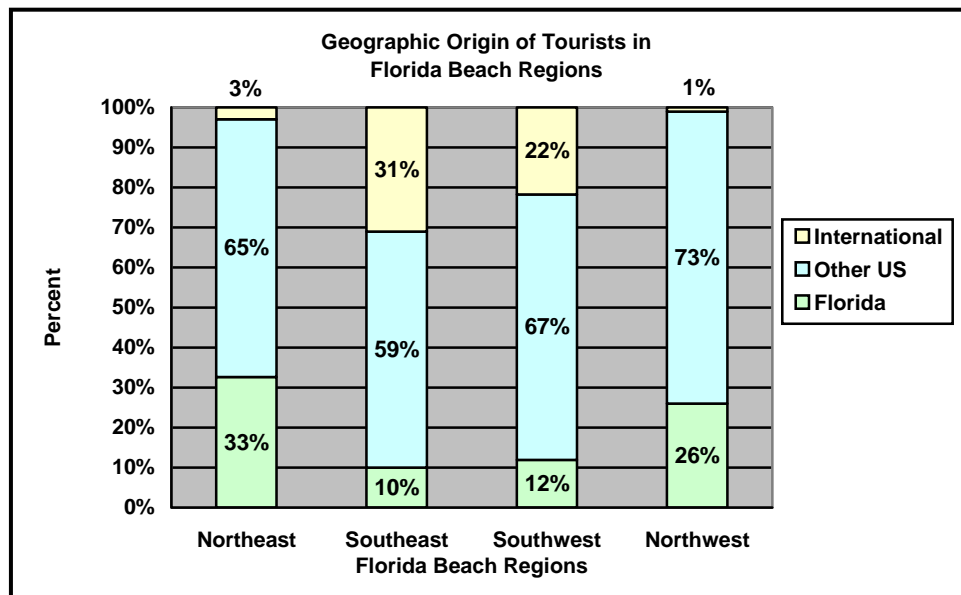 Geographic Origin of Tourists in
Florida Beach Regions
3% 1%
100%
90%
80%
70%
60%
50%
40%
30%
20%
10%
0%
Percent
31% 22%
65% 59% 67% 73%
33% 10% 12% 26%
International
Other US
Florida
Northeast Southeast Southwest Northwest
Florida Beach Regions